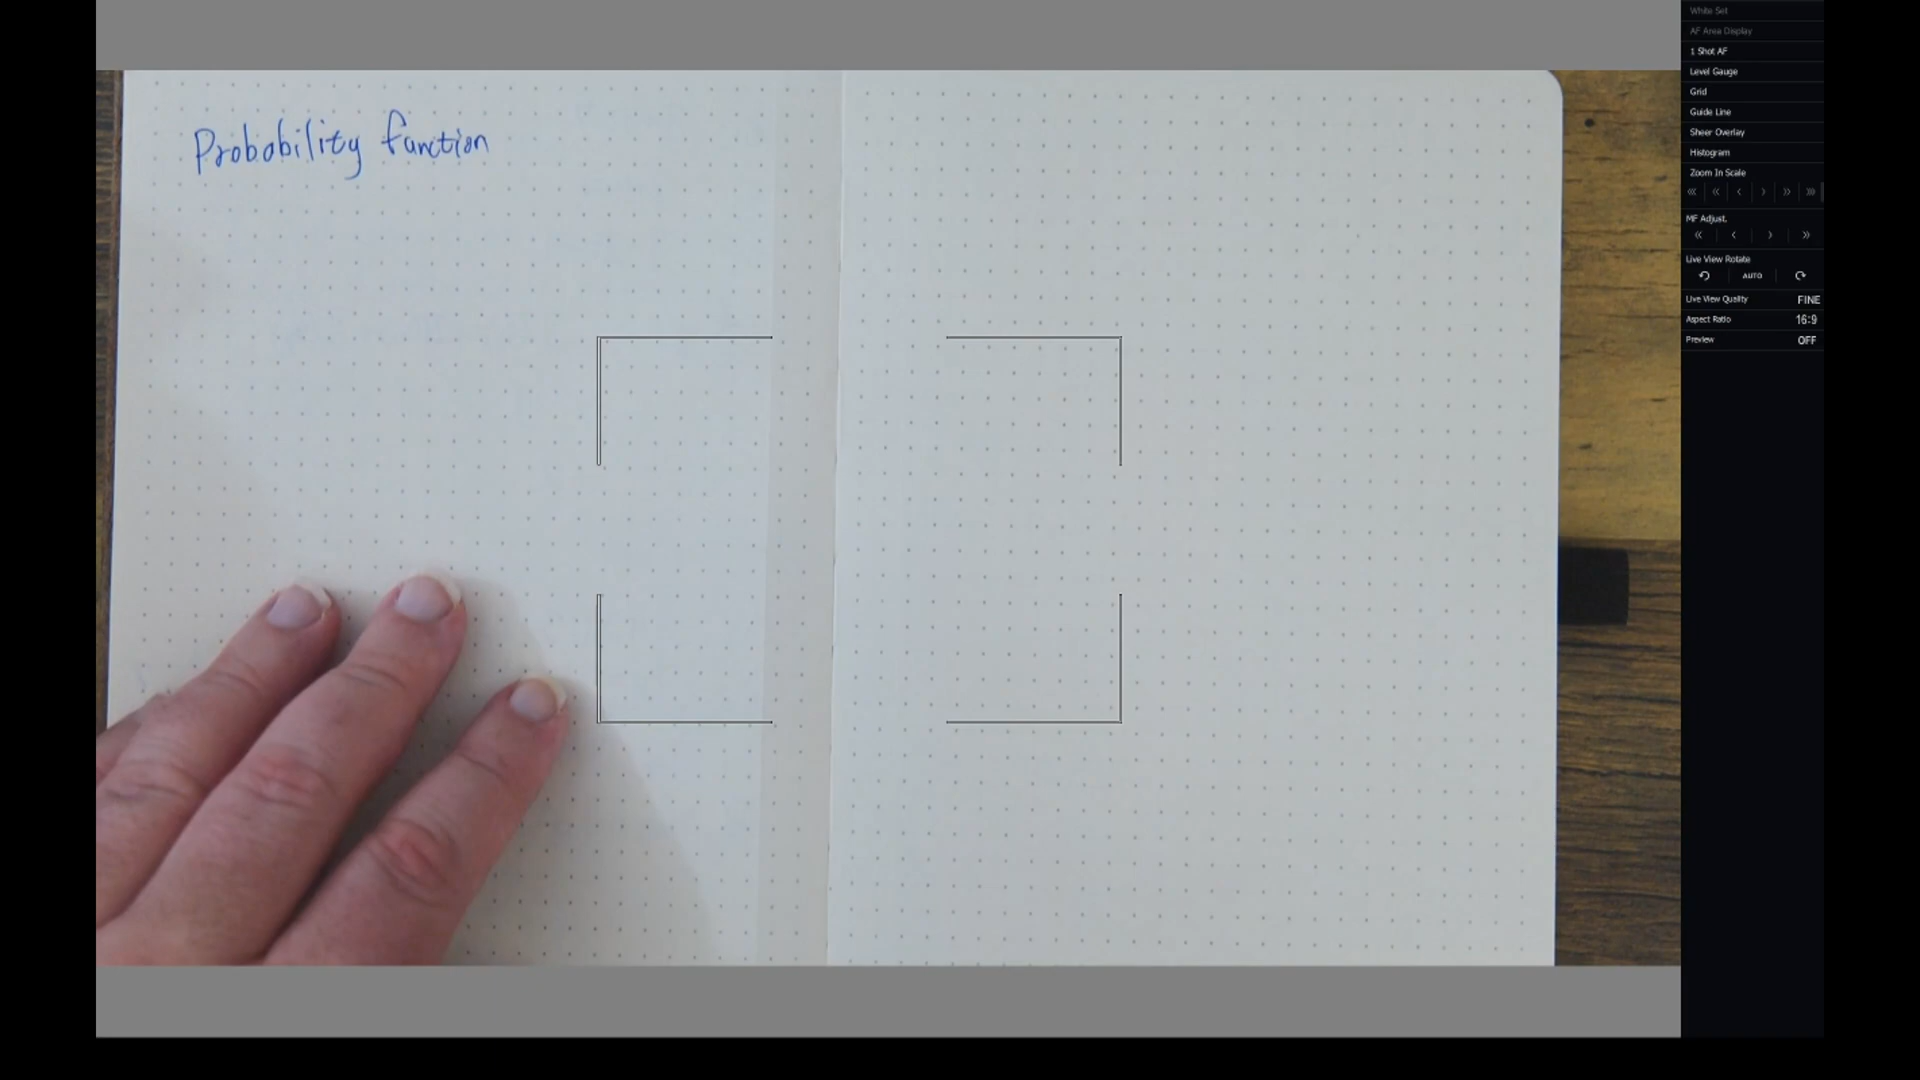 Probability function
White Set
AF Area Display
1 Shot AF
Level Gauge
Grid
Guide Line
Sheer Overlay
Histogram
Zoom In Scale
MF Adjust.
Live View Rotate
AUTO
Live View Quality FINE
Aspect Ratio 16:9
Preview OFF